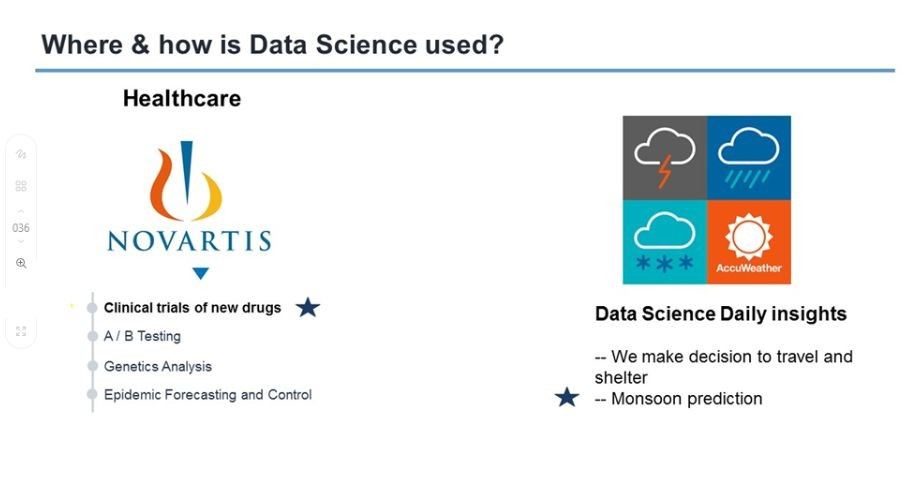 Where & how is Data Science used?
Healthcare
NOVARTIS
Clinical trials of new drugs
A / B Testing
Genetics Analysis
Epidemic Forecasting and Control
036
AccuWeather
Data Science Daily insights
-- We make decision to travel and
shelter
-- Monsoon prediction